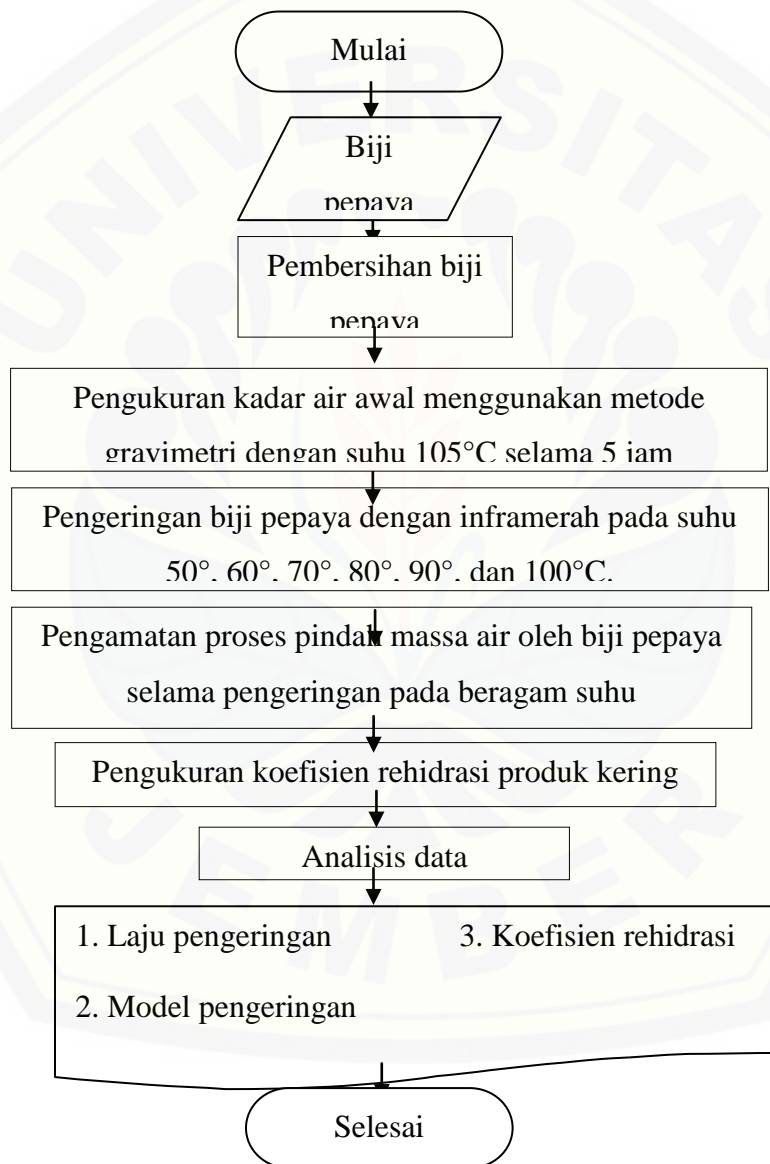 UNIVERSITAS
JEMBER
Mulai
Biji
pepaya
Pembersihan biji
pepaya
Pengukuran kadar air awal menggunakan metode
gravimetri dengan suhu 105°C selama 5 jam
Pengeringan biji pepaya dengan inframerah pada suhu
50°, 60°, 70°, 80°, 90°, dan 100°C.
Pengamatan proses pindah massa air oleh biji pepaya
selama pengeringan pada beragam suhu
Pengukuran koefisien rehidrasi produk kering
Analisis data
1. Laju pengeringan 3. Koefisien rehidrasi
2. Model pengeringan
Selesai